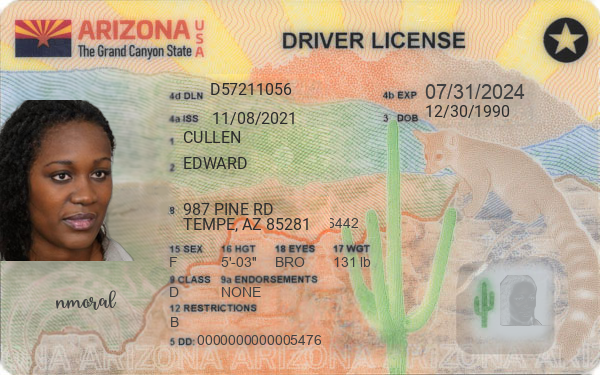 ARIZONA USA
The Grand Canyon State
DRIVER LICENSE
4d DLN D57211056
4b EXP 07/31/2024
4a ISS 11/08/2021
3 DOB 12/30/1990
1 CULLEN
2 EDWARD
8 987 PINE RD
TEMPE, AZ 85281 6442
15 SEX 16 HGT 18 EYES 17 WGT
F 5'-03" BRO 131 lb
9 CLASS 9a ENDORSEMENTS
D NONE
12 RESTRICTIONS
B
nmoral
5 DD: 0000000000005476
ARIZONA ARIZONA ARIZONA ARIZONA